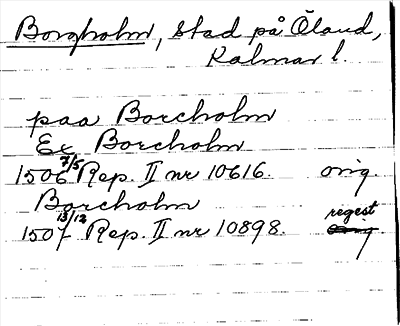 Borgholm, stad på Öland,
Kalmar l.
paa Borcholm
Ex Borcholm
1506 7/5 Rep. II nr 10616. orig.
Borcholm
1507 13/12 Rep. II nr 10898. regest
orig.